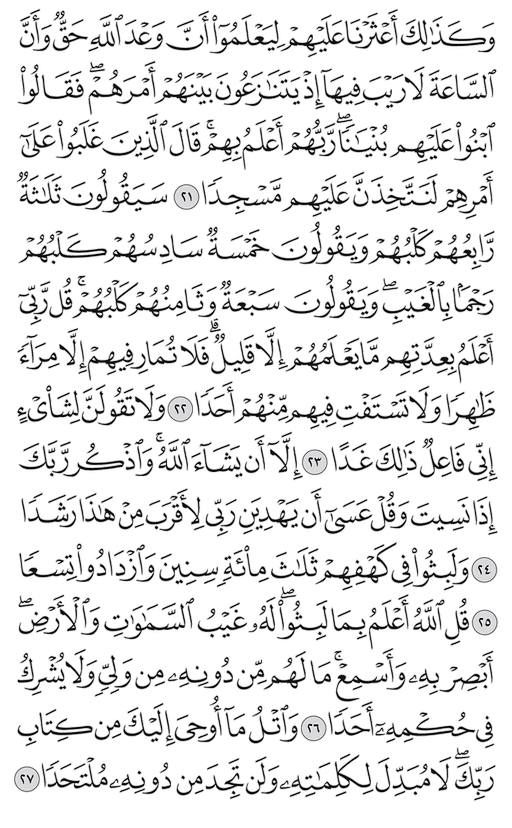 وَكَذَٰلِكَ أَعْثَرْنَا عَلَيْهِمْ لِيَعْلَمُوٓا۟ أَنَّ وَعْدَ ٱللَّهِ حَقٌّ وَأَنَّ
ٱلسَّاعَةَ لَا رَيْبَ فِيهَآ إِذْ يَتَنَٰزَعُونَ بَيْنَهُمْ أَمْرَهُمْ ۖ فَقَالُوا۟
ٱبْنُوا۟ عَلَيْهِم بُنْيَٰنًا ۖ رَّبُّهُمْ أَعْلَمُ بِهِمْ ۚ قَالَ ٱلَّذِينَ غَلَبُوا۟ عَلَىٰٓ
أَمْرِهِمْ لَنَتَّخِذَنَّ عَلَيْهِم مَّسْجِدًا ٢١ سَيَقُولُونَ ثَلَٰثَةٌ
رَّابِعُهُمْ كَلْبُهُمْ وَيَقُولُونَ خَمْسَةٌ سَادِسُهُمْ كَلْبُهُمْ
رَجْمًۢا بِٱلْغَيْبِ ۖ وَيَقُولُونَ سَبْعَةٌ وَثَامِنُهُمْ كَلْبُهُمْ ۚ قُل رَّبِّىٓ
أَعْلَمُ بِعِدَّتِهِم مَّا يَعْلَمُهُمْ إِلَّا قَلِيلٌ ۗ فَلَا تُمَارِ فِيهِمْ إِلَّا مِرَآءً
ظَٰهِرًا وَلَا تَسْتَفْتِ فِيهِم مِّنْهُمْ أَحَدًا ٢٢ وَلَا تَقُولَنَّ لِشَا۟ىْءٍ
إِنِّى فَاعِلٌ ذَٰلِكَ غَدًا ٢٣ إِلَّآ أَن يَشَآءَ ٱللَّهُ ۚ وَٱذْكُر رَّبَّكَ
إِذَا نَسِيتَ وَقُلْ عَسَىٰٓ أَن يَهْدِيَنِ رَبِّى لِأَقْرَبَ مِنْ هَٰذَا رَشَدًا
٢٤ وَلَبِثُوا۟ فِى كَهْفِهِمْ ثَلَٰثَ مِا۟ئَةٍ سِنِينَ وَٱزْدَادُوا۟ تِسْعًا
٢٥ قُلِ ٱللَّهُ أَعْلَمُ بِمَا لَبِثُوا۟ ۖ لَهُۥ غَيْبُ ٱلسَّمَٰوَٰتِ وَٱلْأَرْضِ ۖ
أَبْصِرْ بِهِۦ وَأَسْمِعْ ۚ مَا لَهُم مِّن دُونِهِۦ مِن وَلِىٍّ وَلَا يُشْرِكُ
فِى حُكْمِهِۦٓ أَحَدًا ٢٦ وَٱتْلُ مَآ أُوحِىَ إِلَيْكَ مِن كِتَابِ
رَبِّكَ ۖ لَا مُبَدِّلَ لِكَلِمَٰتِهِۦ وَلَن تَجِدَ مِن دُونِهِۦ مُلْتَحَدًا ٢٧